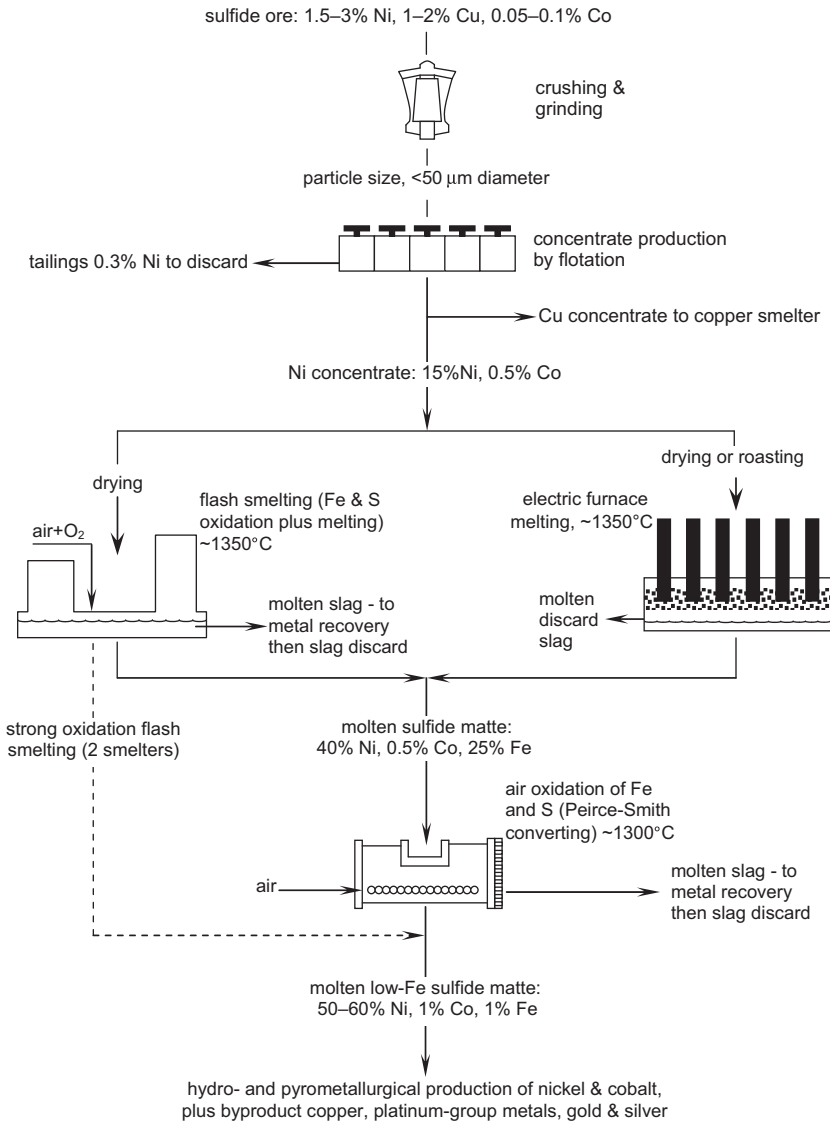 sulfide ore: 1.5–3% Ni, 1–2% Cu, 0.05–0.1% Co
crushing &
grinding
particle size, <50 μm diameter
concentrate production
by flotation
tailings 0.3% Ni to discard
Cu concentrate to copper smelter
Ni concentrate: 15%Ni, 0.5% Co
drying
flash smelting (Fe & S
oxidation plus melting)
~1350°C
air+O₂
molten slag - to
metal recovery
then slag discard
drying or roasting
electric furnace
melting, ~1350°C
molten
discard
slag
strong oxidation flash
smelting (2 smelters)
molten sulfide matte:
40% Ni, 0.5% Co, 25% Fe
air oxidation of Fe
and S (Peirce-Smith
converting) ~1300°C
air
molten slag - to
metal recovery
then slag discard
molten low-Fe sulfide matte:
50–60% Ni, 1% Co, 1% Fe
hydro- and pyrometallurgical production of nickel & cobalt,
plus byproduct copper, platinum-group metals, gold & silver